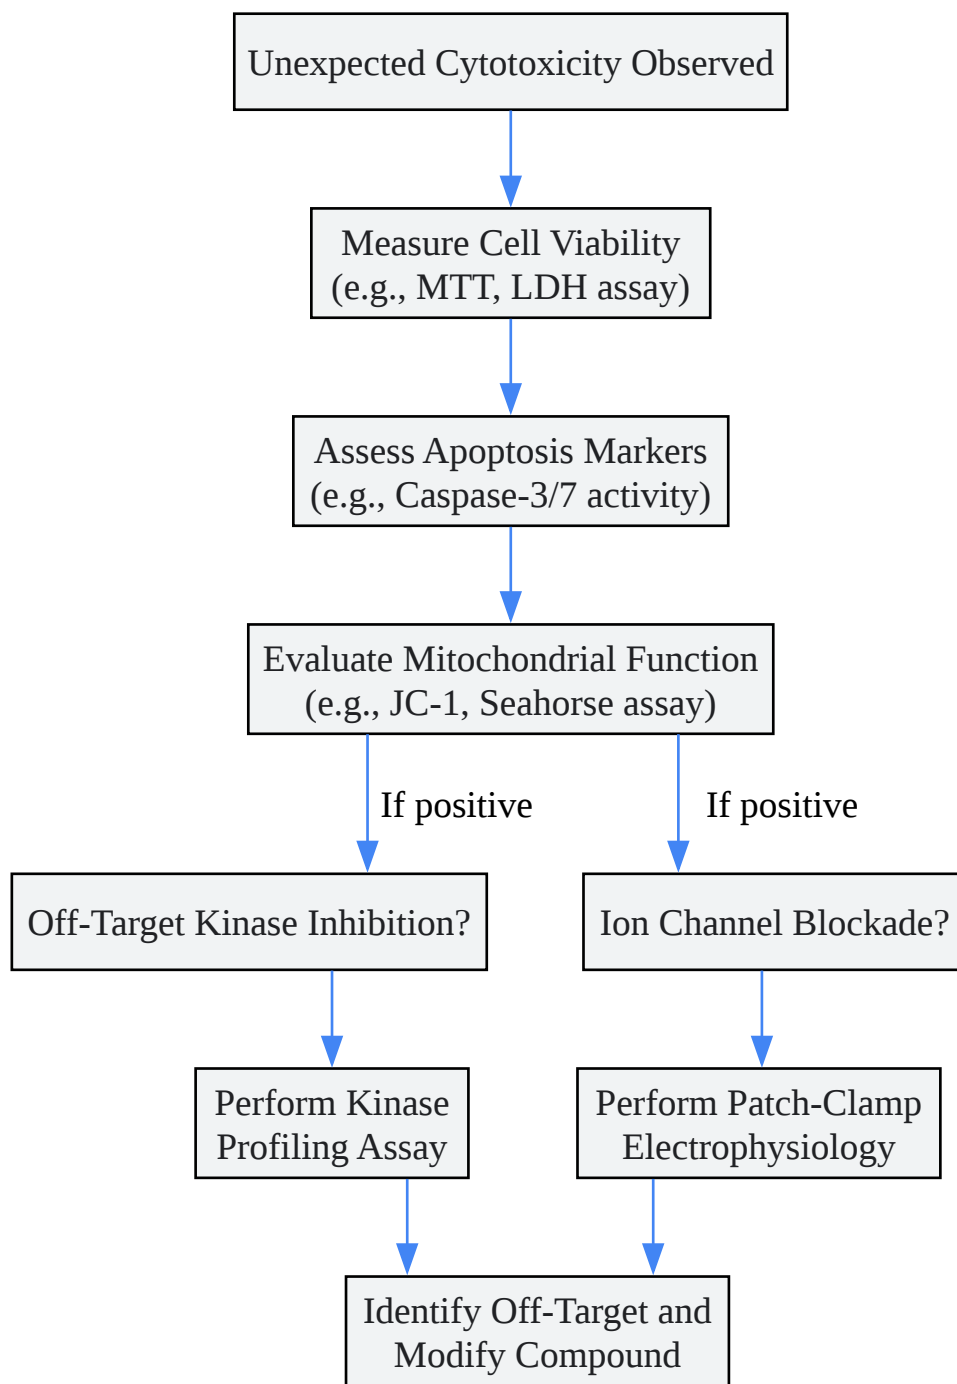 Unexpected Cytotoxicity Observed
Measure Cell Viability
(e.g., MTT, LDH assay)
Assess Apoptosis Markers
(e.g., Caspase-3/7 activity)
Evaluate Mitochondrial Function
(e.g., JC-1, Seahorse assay)
If positive
If positive
Off-Target Kinase Inhibition?
Ion Channel Blockade?
Perform Kinase
Profiling Assay
Perform Patch-Clamp
Electrophysiology
Identify Off-Target and
Modify Compound